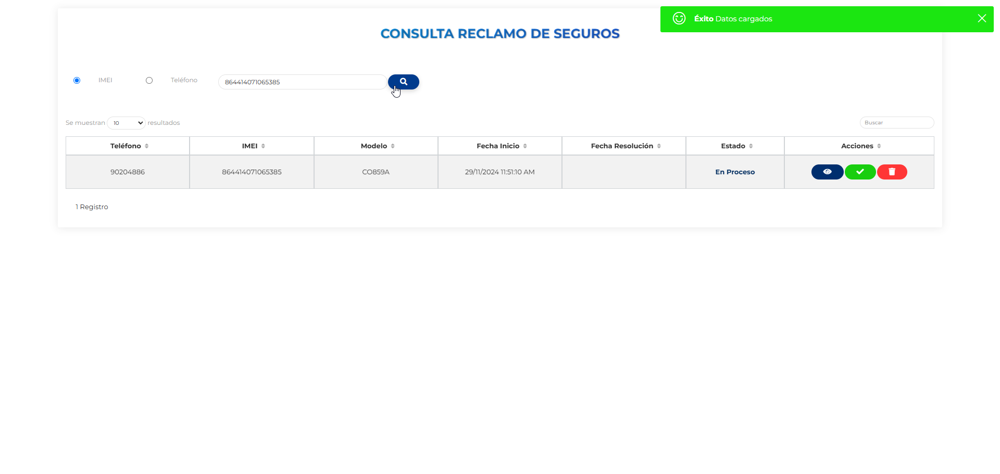 Éxito Datos cargados
CONSULTA RECLAMO DE SEGUROS
IMEI Teléfono 864414071065385
Se muestran 10 resultados Buscar
Teléfono IMEI Modelo Fecha Inicio Fecha Resolución Estado Acciones
90204886 864414071065385 CO859A 29/11/2024 11:51:10 AM En Proceso
1 Registro